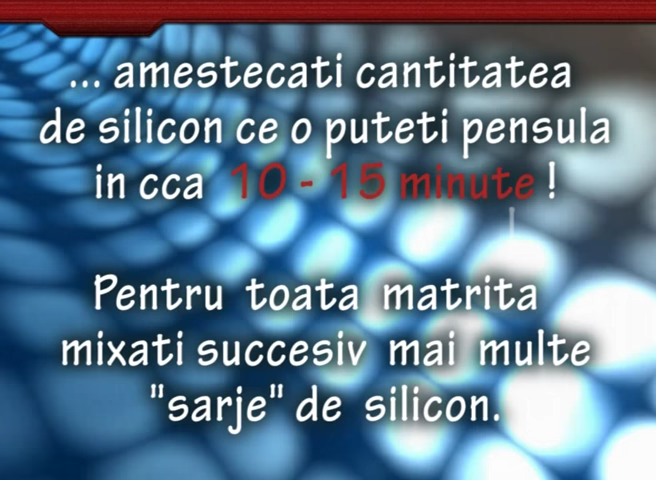 ... amestecati cantitatea
de silicon ce o puteti pensula
in cca 10 - 15 minute !
Pentru toata matrita
mixati succesiv mai multe
"sarje" de silicon.